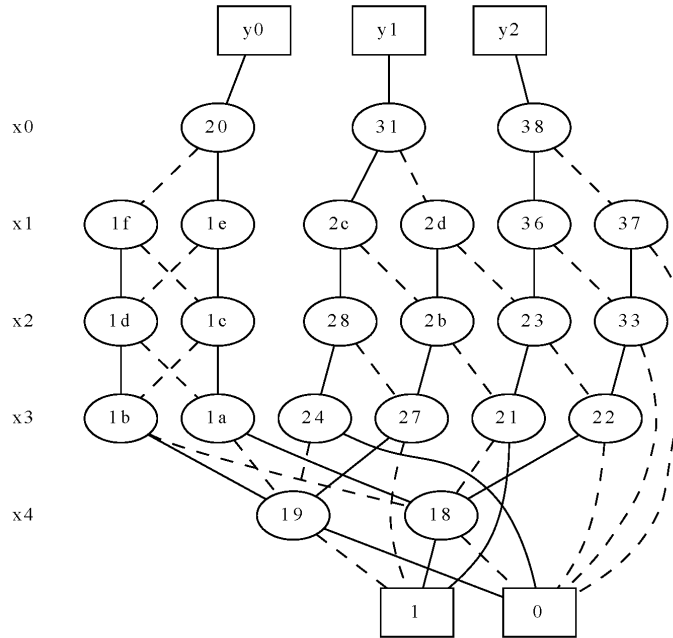 y0 y1 y2
x0 20 31 38
x1 1f 1e 2c 2d 36 37
x2 1d 1c 28 2b 23 33
x3 1b 1a 24 27 21 22
x4 19 18
1 0